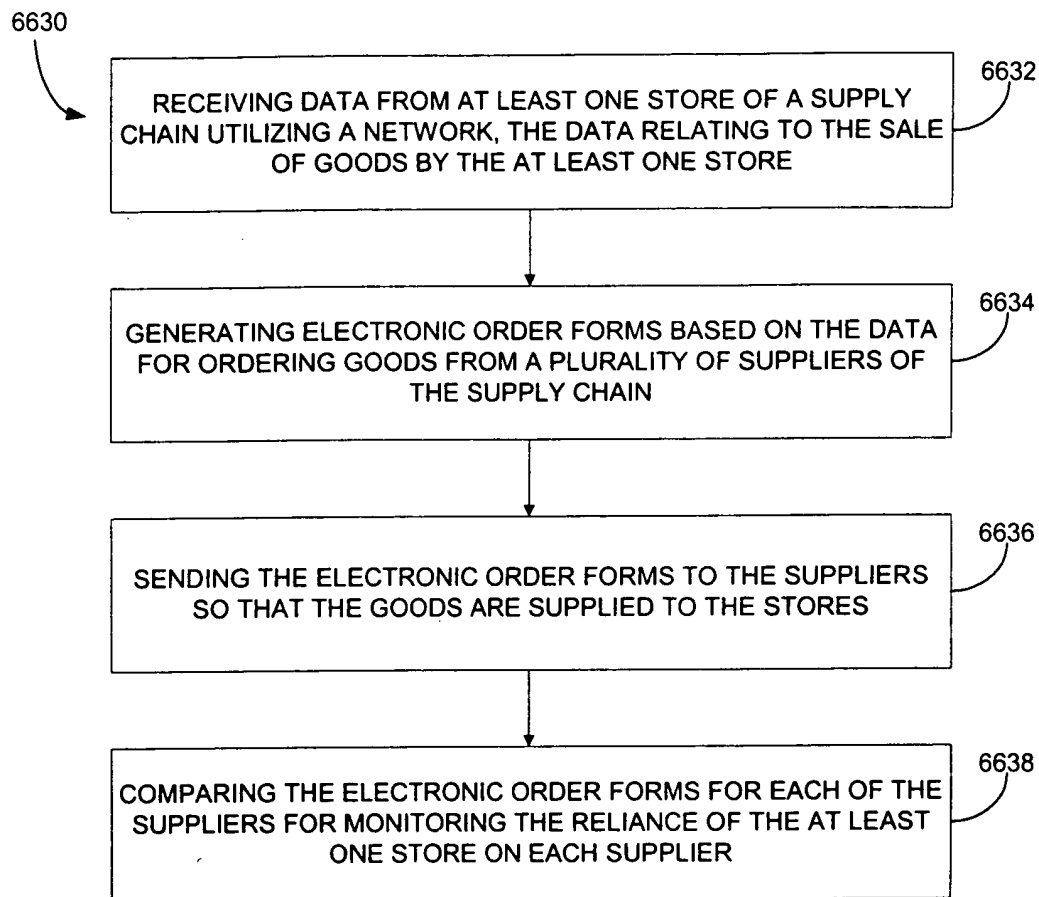 6630
6632
RECEIVING DATA FROM AT LEAST ONE STORE OF A SUPPLY
CHAIN UTILIZING A NETWORK, THE DATA RELATING TO THE SALE
OF GOODS BY THE AT LEAST ONE STORE
6634
GENERATING ELECTRONIC ORDER FORMS BASED ON THE DATA
FOR ORDERING GOODS FROM A PLURALITY OF SUPPLIERS OF
THE SUPPLY CHAIN
6636
SENDING THE ELECTRONIC ORDER FORMS TO THE SUPPLIERS
SO THAT THE GOODS ARE SUPPLIED TO THE STORES
6638
COMPARING THE ELECTRONIC ORDER FORMS FOR EACH OF THE
SUPPLIERS FOR MONITORING THE RELIANCE OF THE AT LEAST
ONE STORE ON EACH SUPPLIER